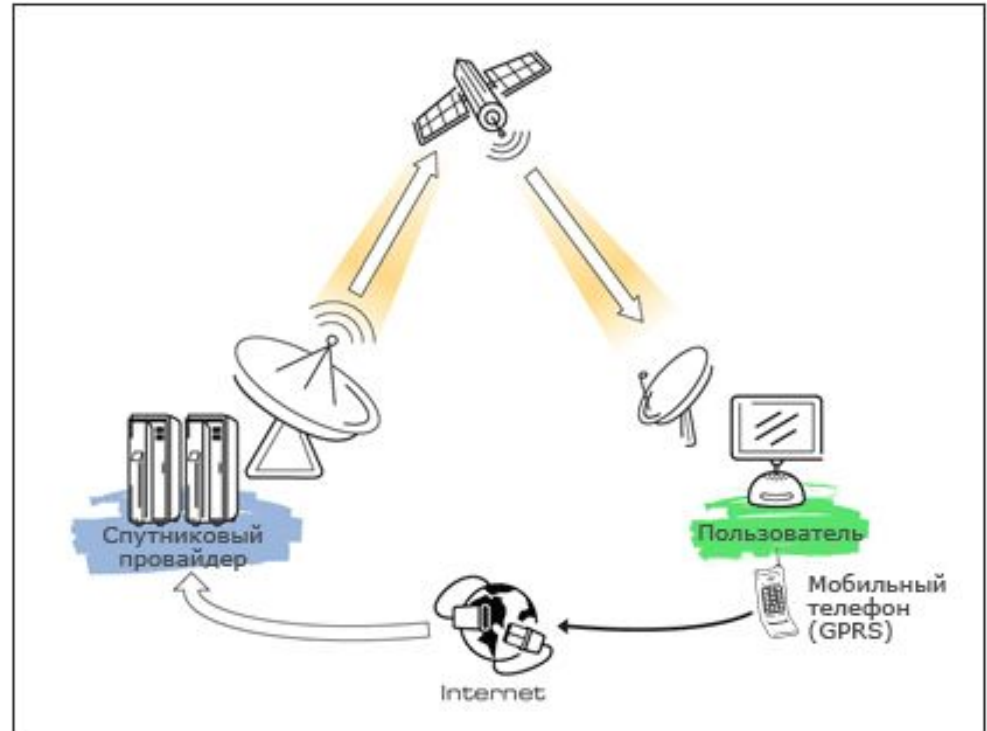 Спутниковый
провайдер
Пользователь
Мобильный
телефон
(GPRS)
Internet